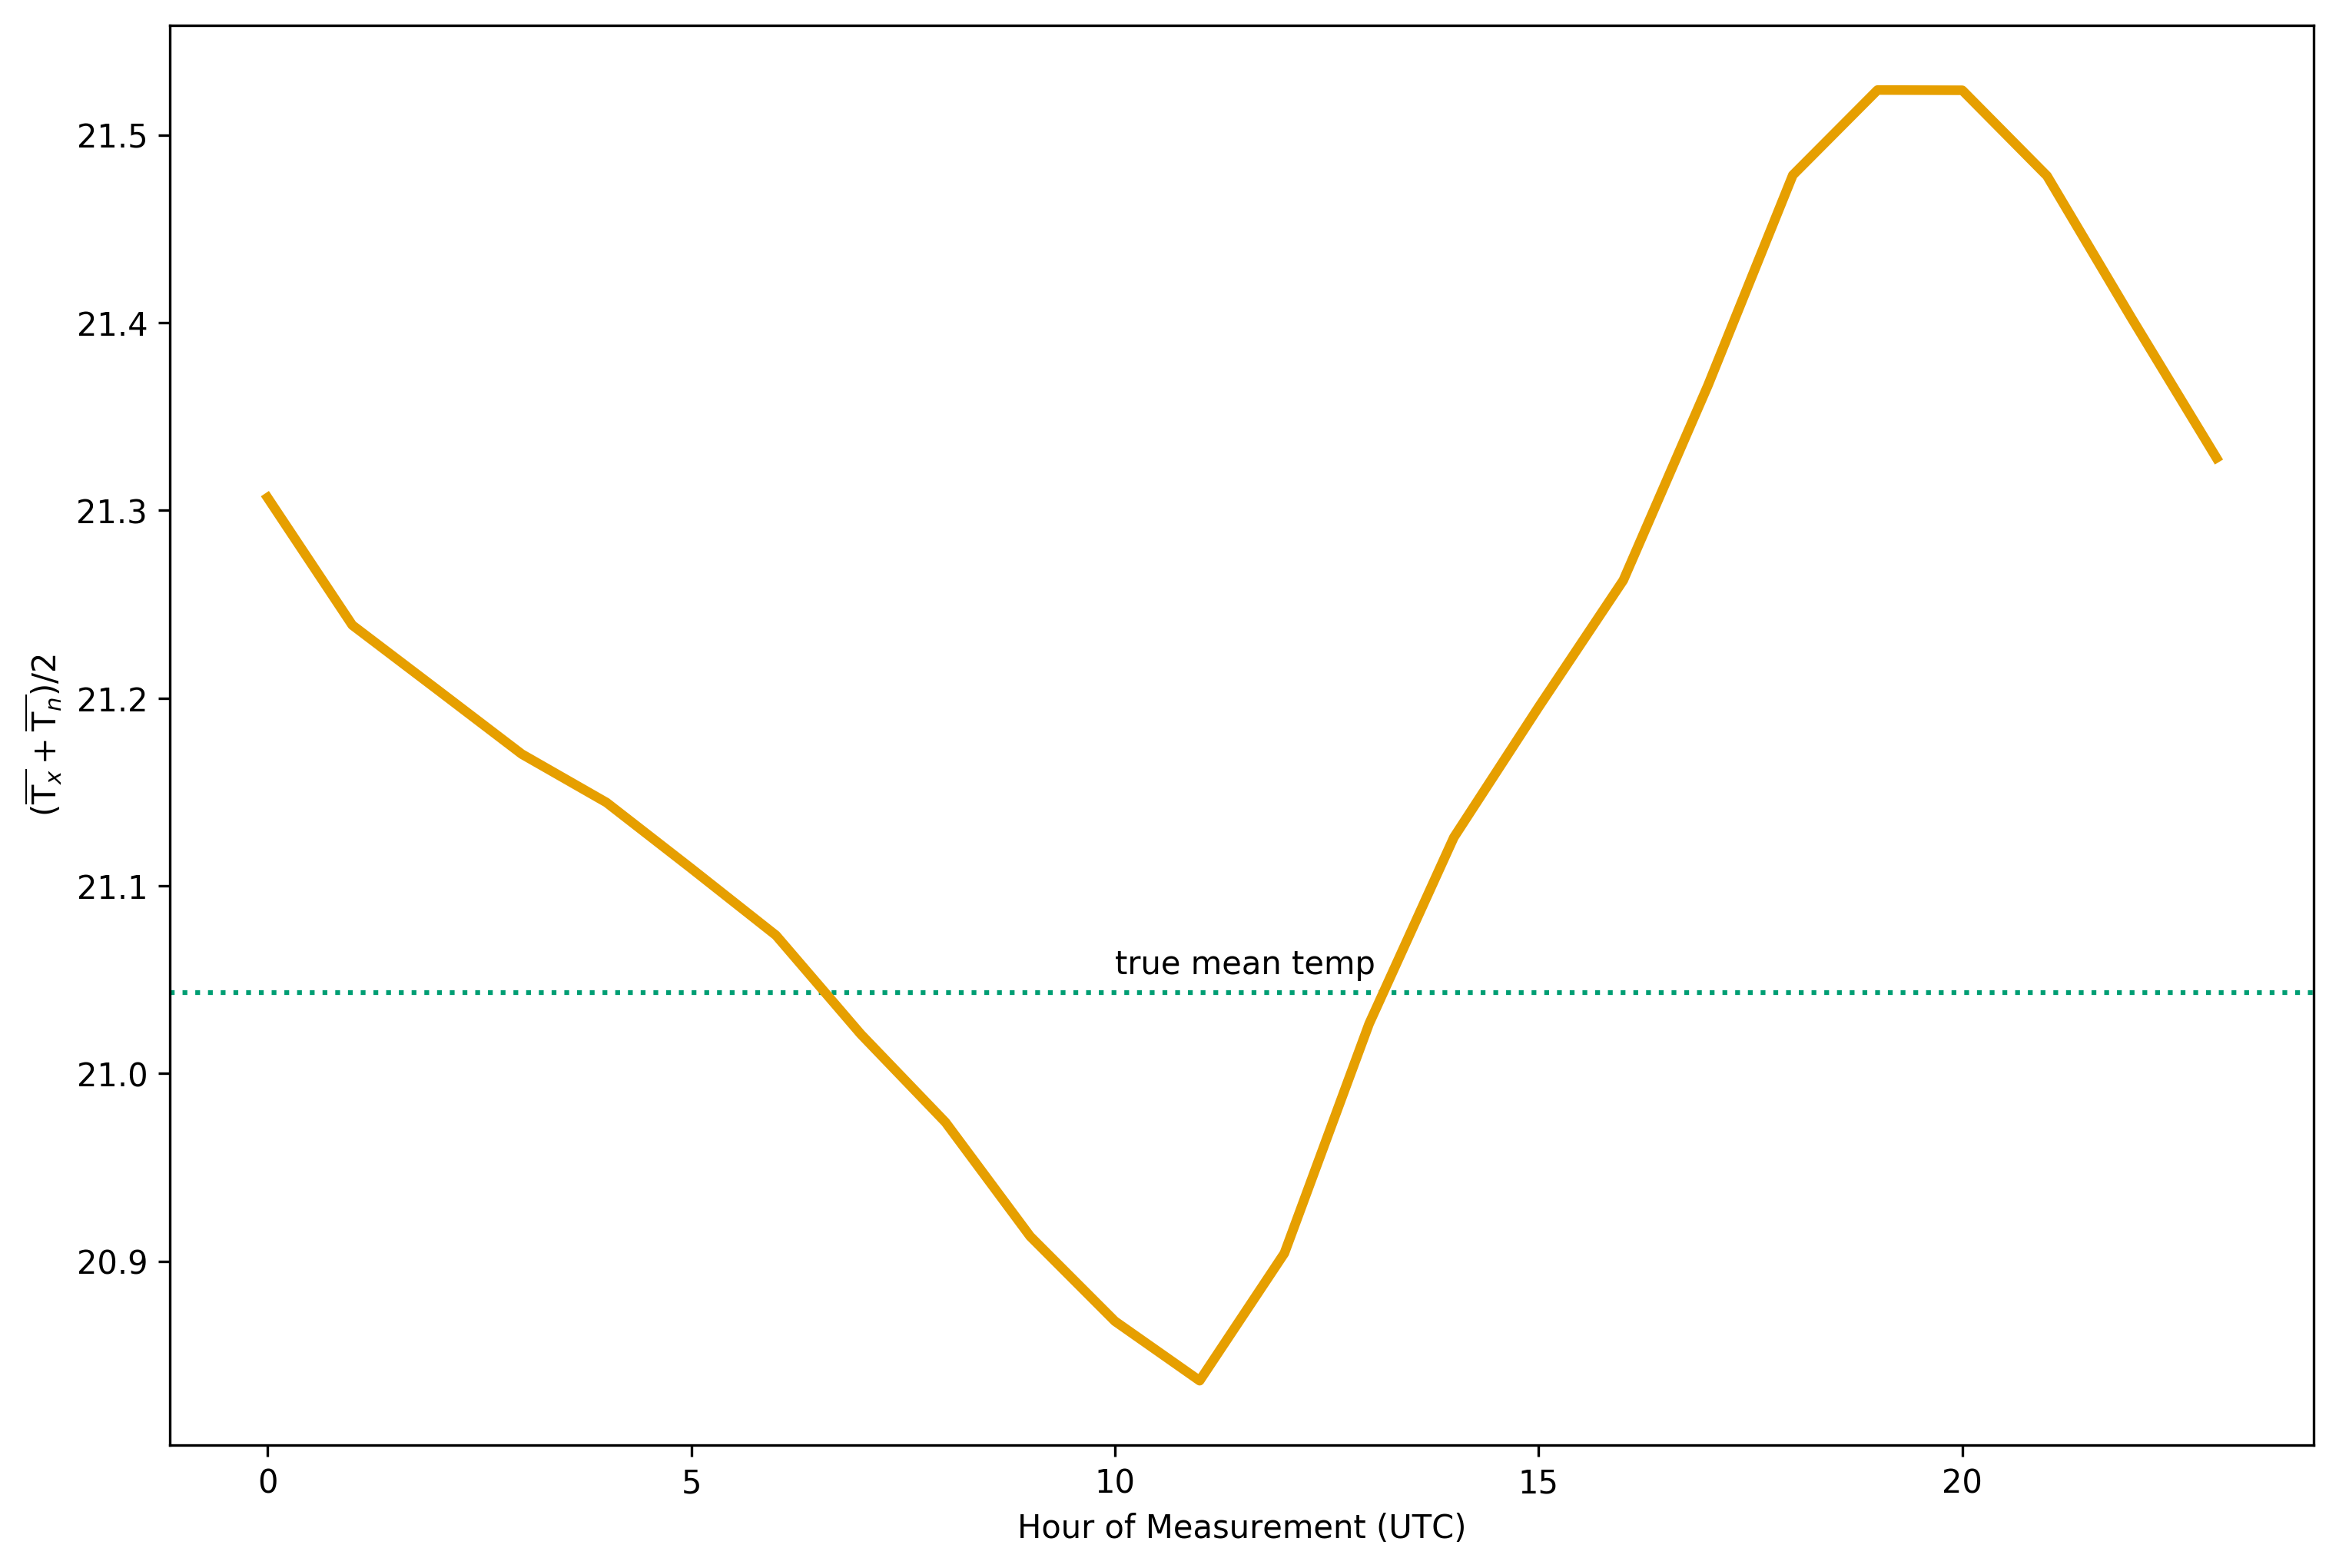 21.5
21.4
21.3
21.2
21.1
21.0
20.9
(T̅ₓ + T̅ₙ)/2
true mean temp
0 5 10 15 20
Hour of Measurement (UTC)